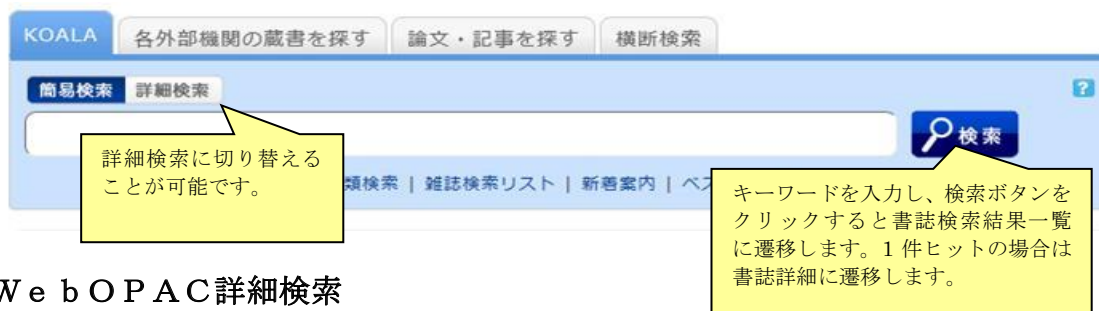 KOALA 各外部機関の蔵書を探す 論文・記事を探す 横断検索
簡易検索 詳細検索
?
検索
詳細検索に切り替える
ことが可能です。
類検索 | 雑誌検索リスト | 新着案内 | ベス
キーワードを入力し、検索ボタンを
クリックすると書誌検索結果一覧
に遷移します。1 件ヒットの場合は
書誌詳細に遷移します。
WebOPAC詳細検索